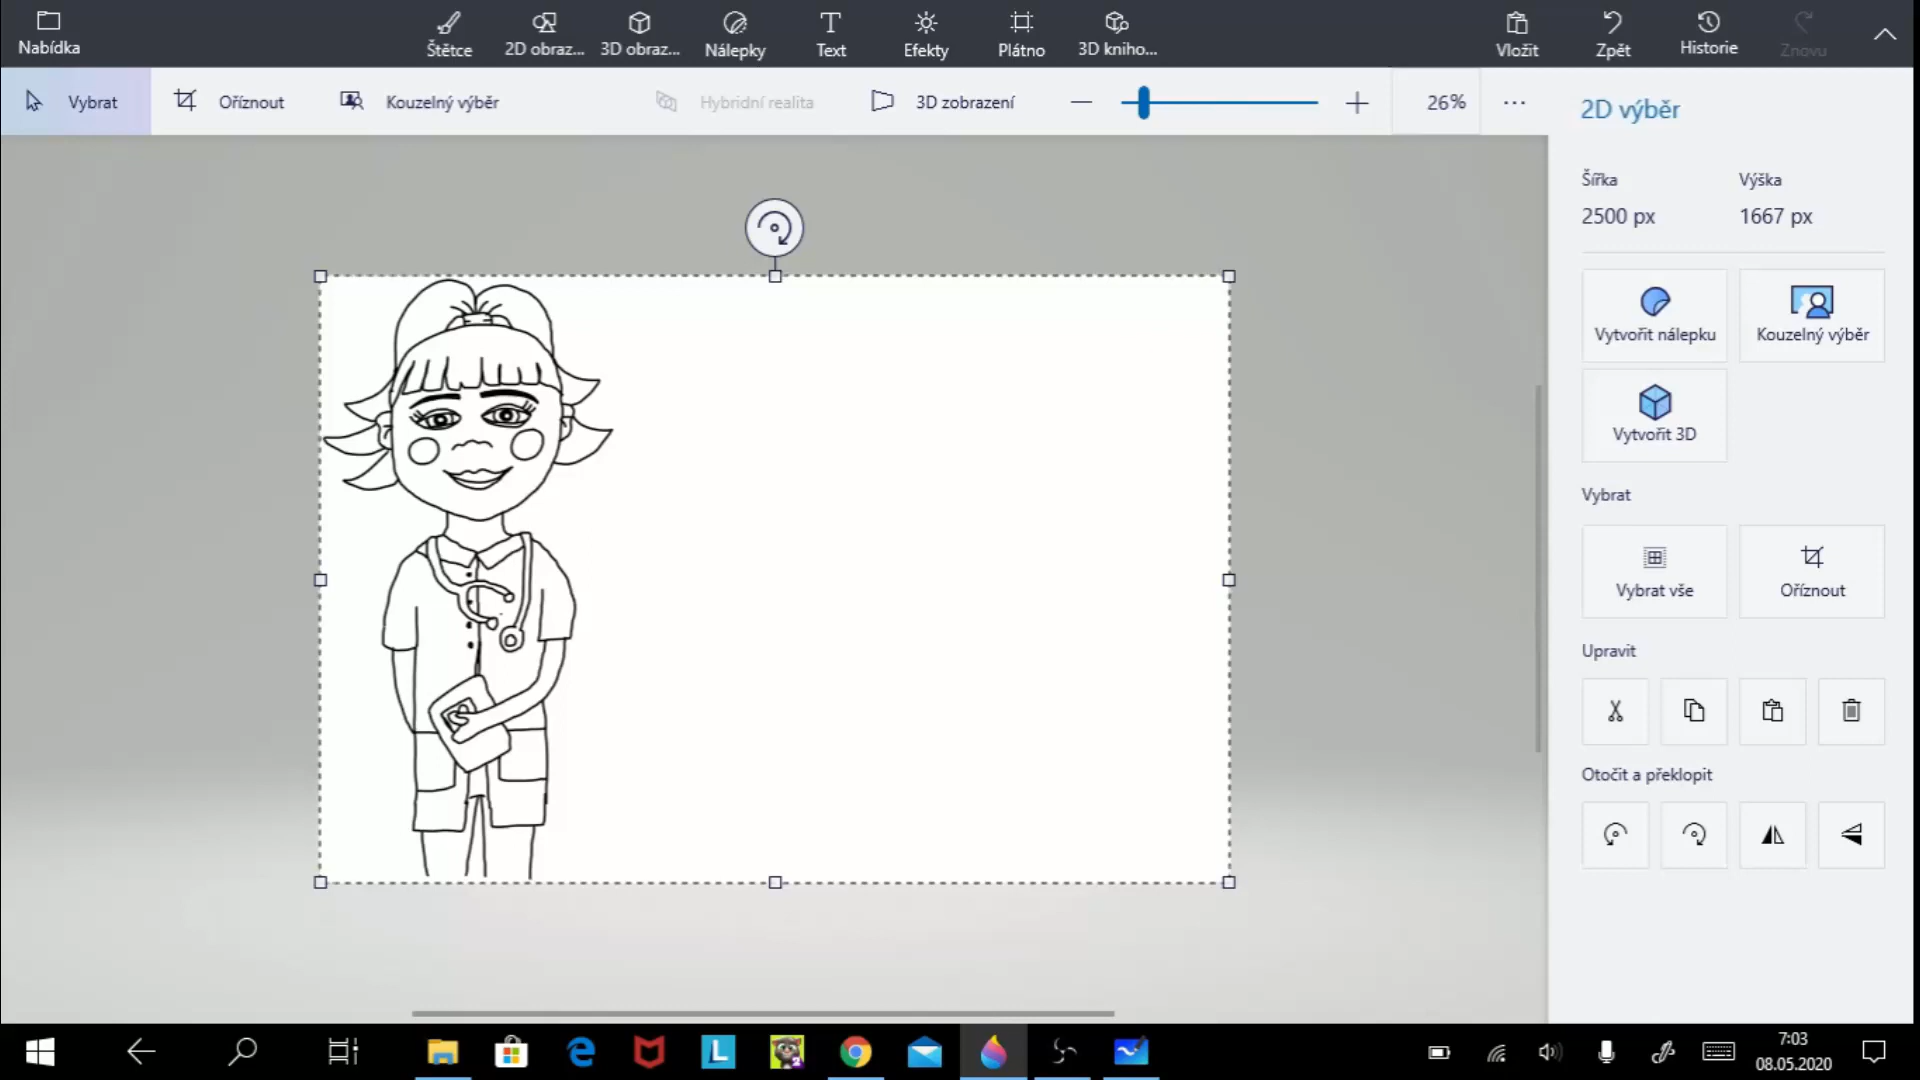 Nabídka
Štětce
2D obraz...
3D obraz...
Nálepky
Text
Efekty
Plátno
3D kniho...
Vložit
Zpět
Historie
Znovu
Vybrat
Oříznout
Kouzelný výběr
Hybridní realita
3D zobrazení
26%
2D výběr
Šířka
Výška
2500 px
1667 px
Vytvořit nálepku
Kouzelný výběr
Vytvořit 3D
Vybrat
Vybrat vše
Oříznout
Upravit
Otočit a překlopit
L
2
7:03
08.05.2020